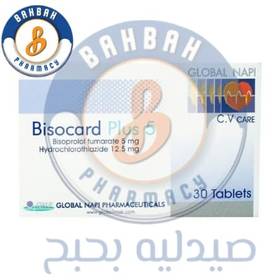 BAHBAH
PHARMACY
GLOBAL NAPI
C.V CARE
Bisocard Plus 5
Bisoprolol fumarate 5 mg
Hydrochlorothiazide 12.5 mg
30 Tablets
GLOBAL NAPI PHARMACEUTICALS
BAHBAH
PHARMACY
صيدليه بحبح